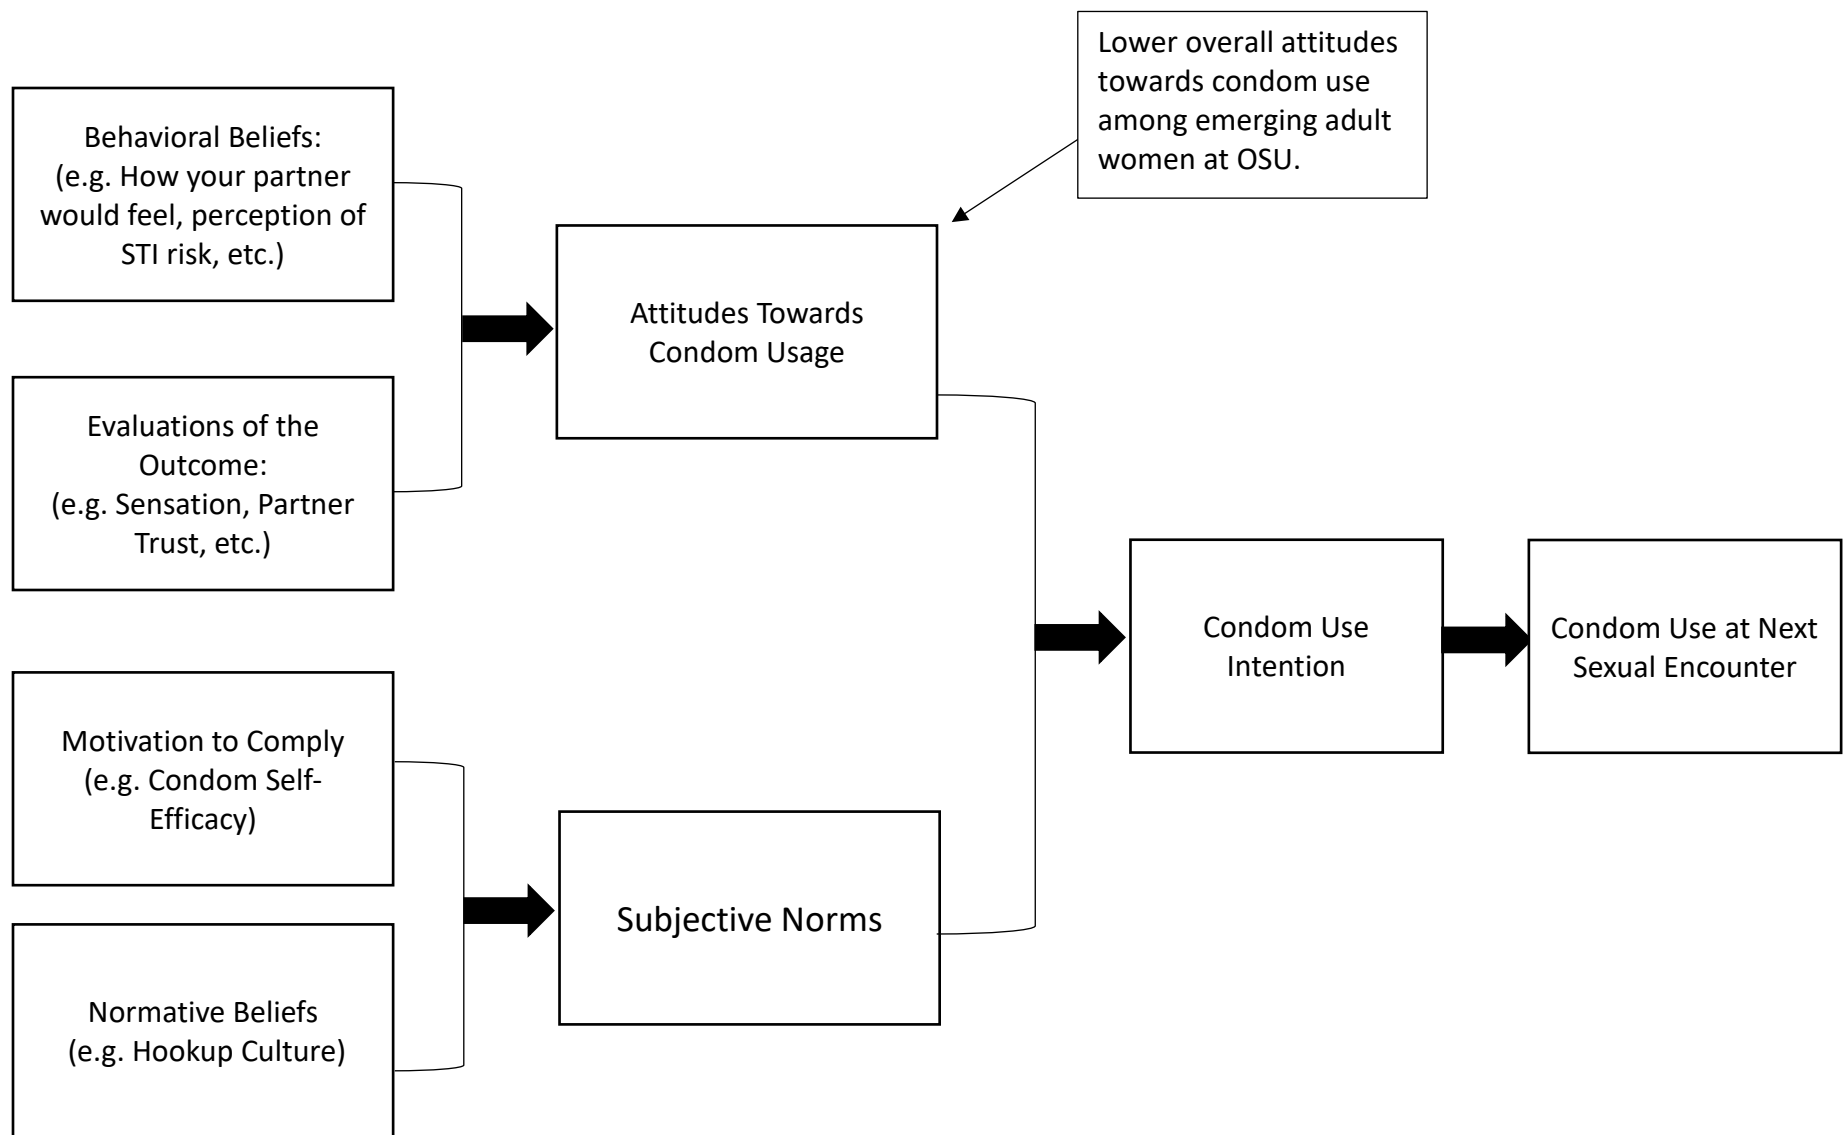 Lower overall attitudes
towards condom use
among emerging adult
women at OSU.
Behavioral Beliefs:
(e.g. How your partner
would feel, perception of
STI risk, etc.)
Attitudes Towards
Condom Usage
Evaluations of the
Outcome:
(e.g. Sensation, Partner
Trust, etc.)
Condom Use
Intention
Condom Use at Next
Sexual Encounter
Motivation to Comply
(e.g. Condom Self-
Efficacy)
Subjective Norms
Normative Beliefs
(e.g. Hookup Culture)